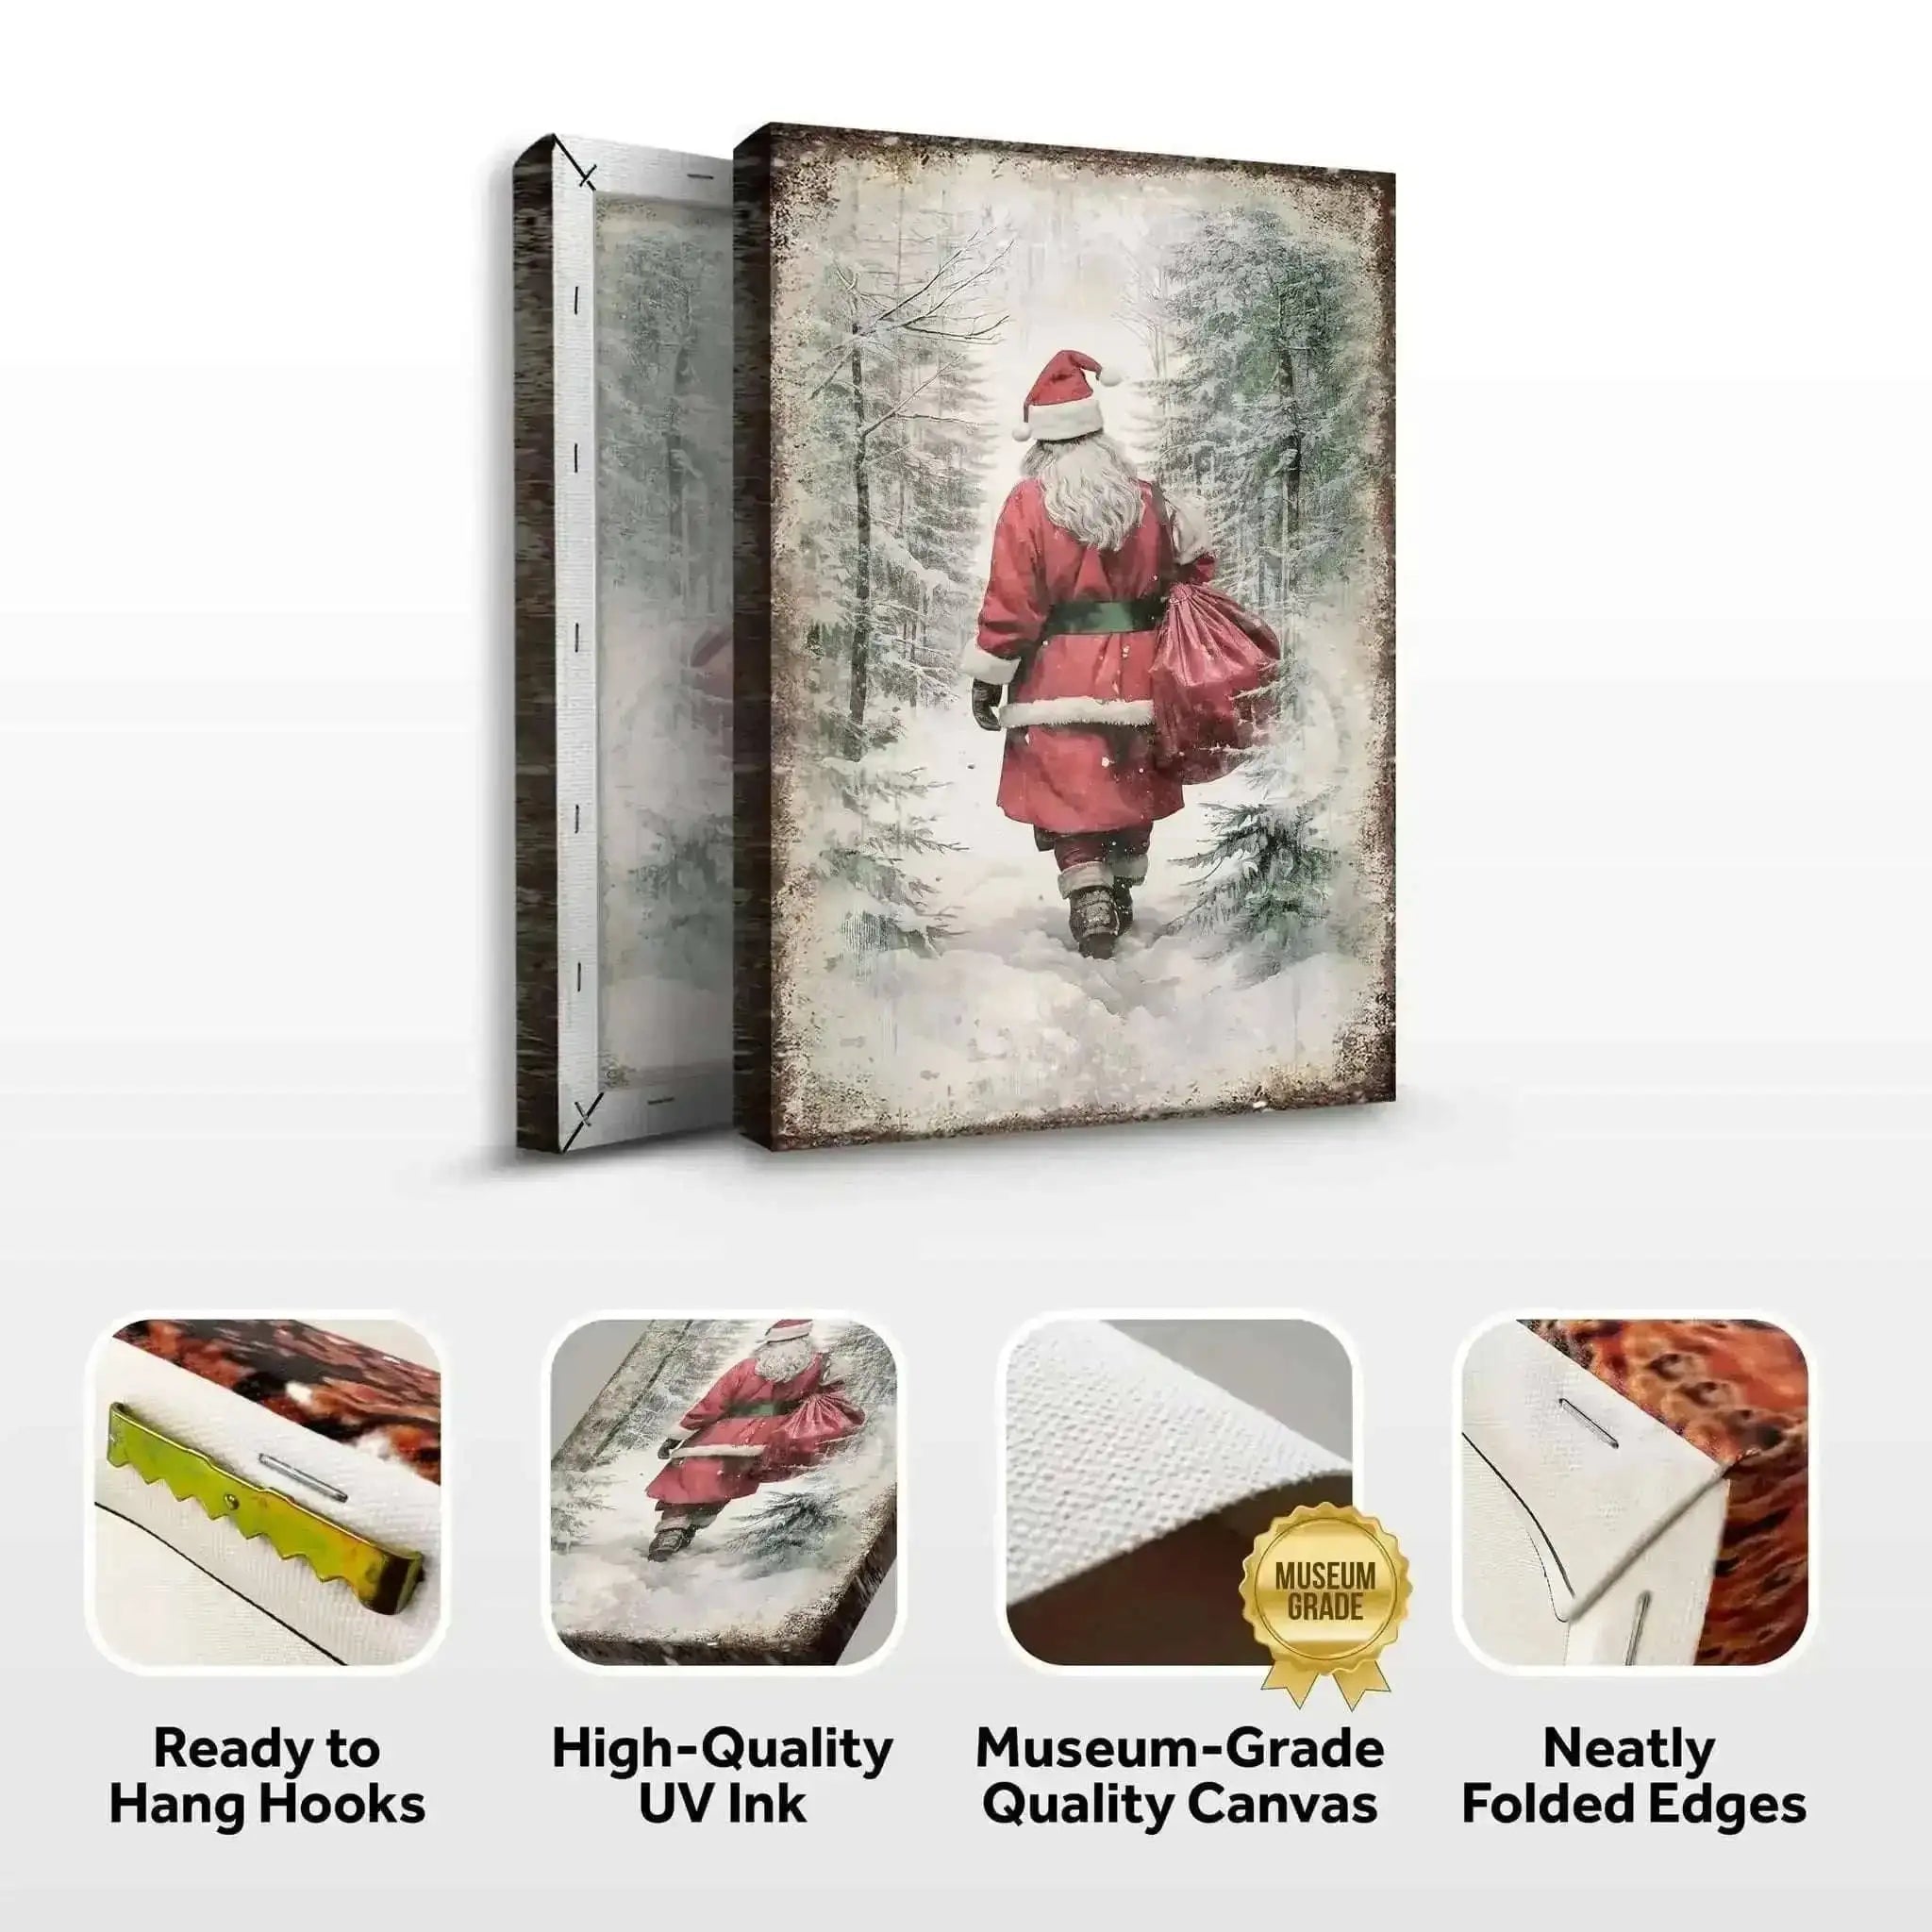 MUSEUM
GRADE
Ready to
Hang Hooks
High-Quality
UV Ink
Museum-Grade
Quality Canvas
Neatly
Folded Edges